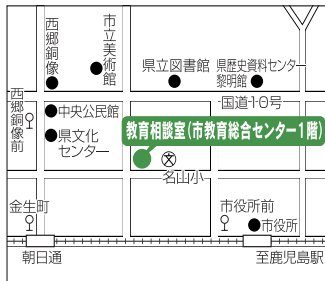 西郷銅像
市立美術館
県立図書館
県歴史資料センター
黎明館
国道10号
西郷銅像前
中央公民館
県文化
センター
教育相談室(市教育総合センター1階)
文
名山小
金生町
市役所前
市役所
朝日通
至鹿児島駅